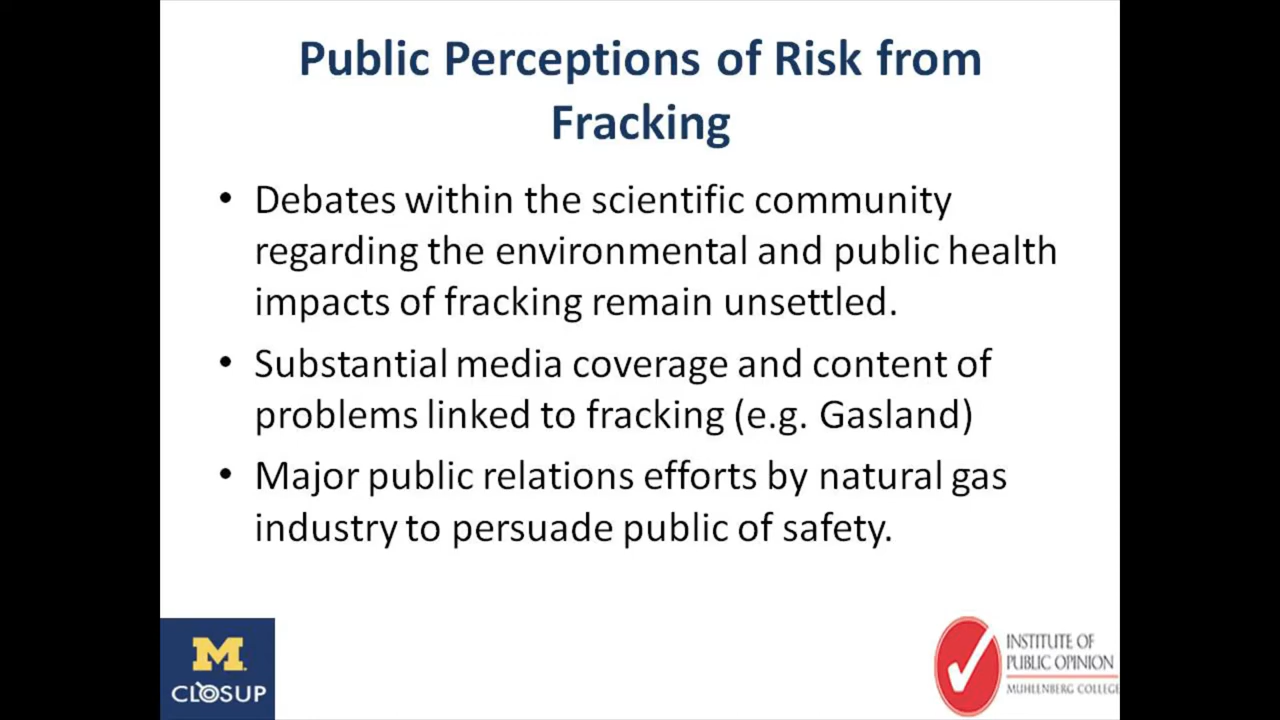 Public Perceptions of Risk from
Fracking
• Debates within the scientific community
regarding the environmental and public health
impacts of fracking remain unsettled.
• Substantial media coverage and content of
problems linked to fracking (e.g. Gasland)
• Major public relations efforts by natural gas
industry to persuade public of safety.
M
CLOSUP
INSTITUTE OF
PUBLIC OPINION
MUHLENBERG COLLEGE